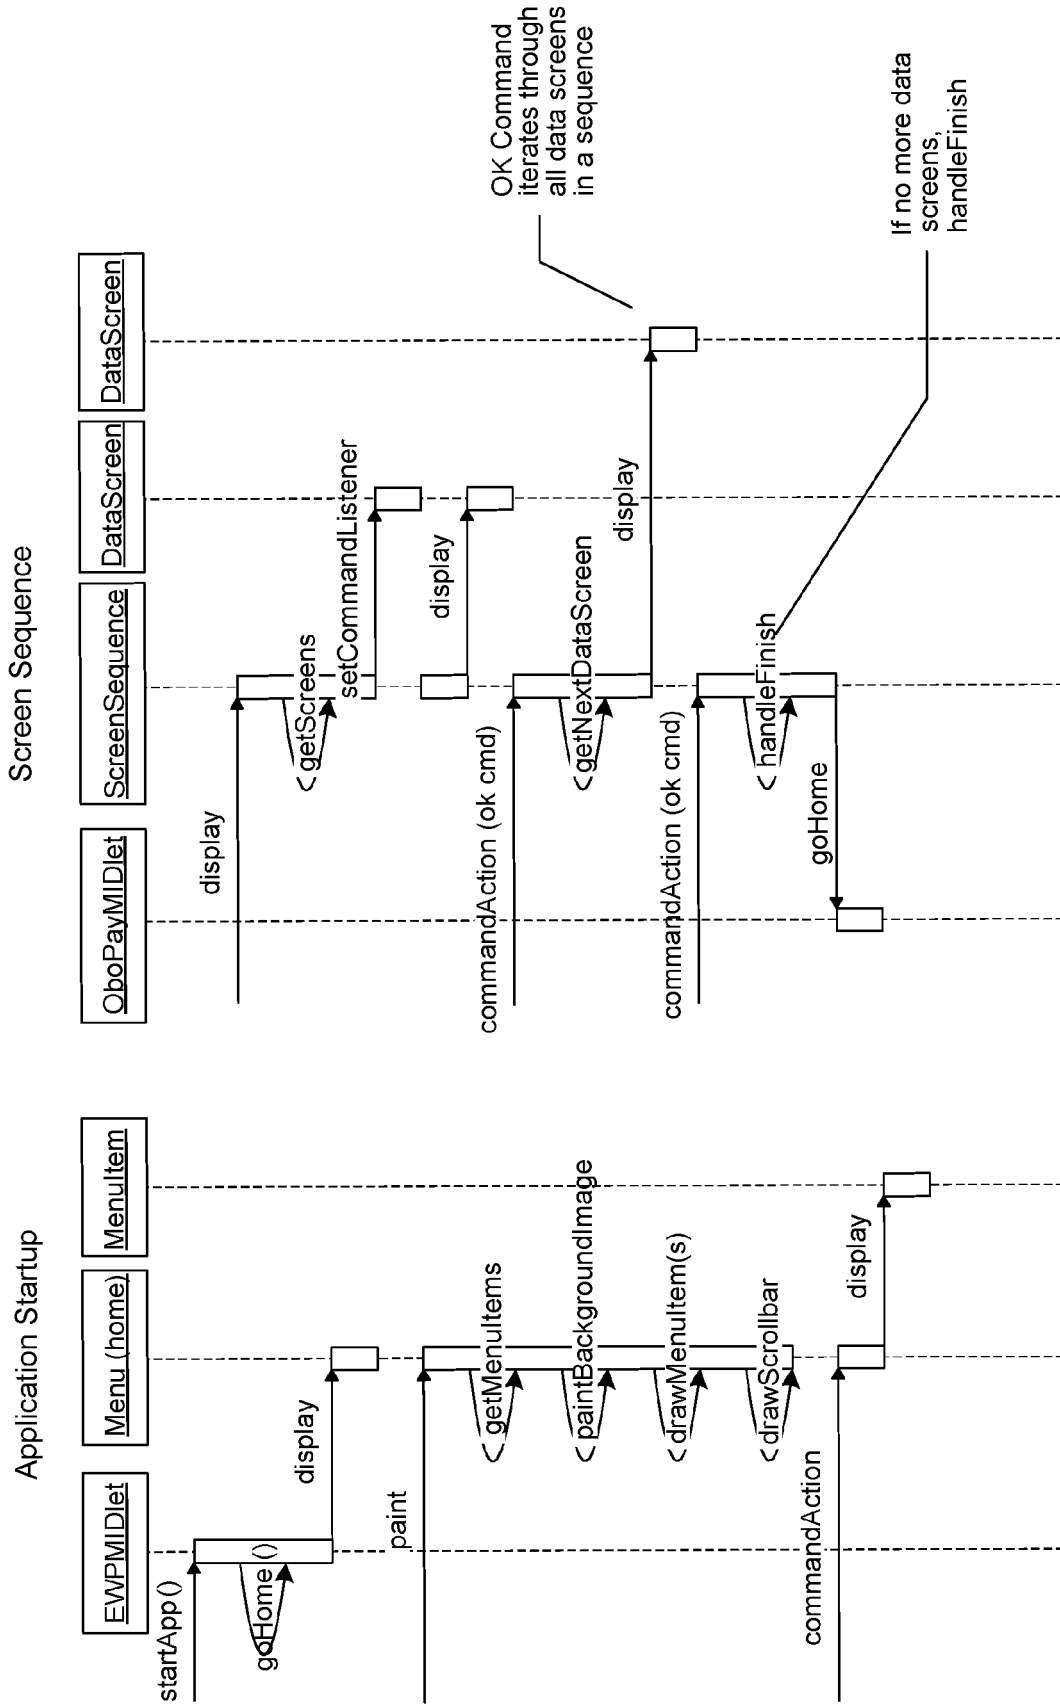 Application Startup
EWPMIDlet
Menu (home)
MenuItem
startApp()
goHome ()
display
paint
< getMenuItems
< paintBackgroundImage
< drawMenuItem(s)
< drawScrollbar
commandAction
display
Screen Sequence
OboPayMIDlet
ScreenSequence
DataScreen
DataScreen
display
< getScreens
setCommandListener
display
commandAction (ok cmd)
< getNextDataScreen
display
OK Command
iterates through
all data screens
in a sequence
commandAction (ok cmd)
< handleFinish
goHome
If no more data
screens,
handleFinish